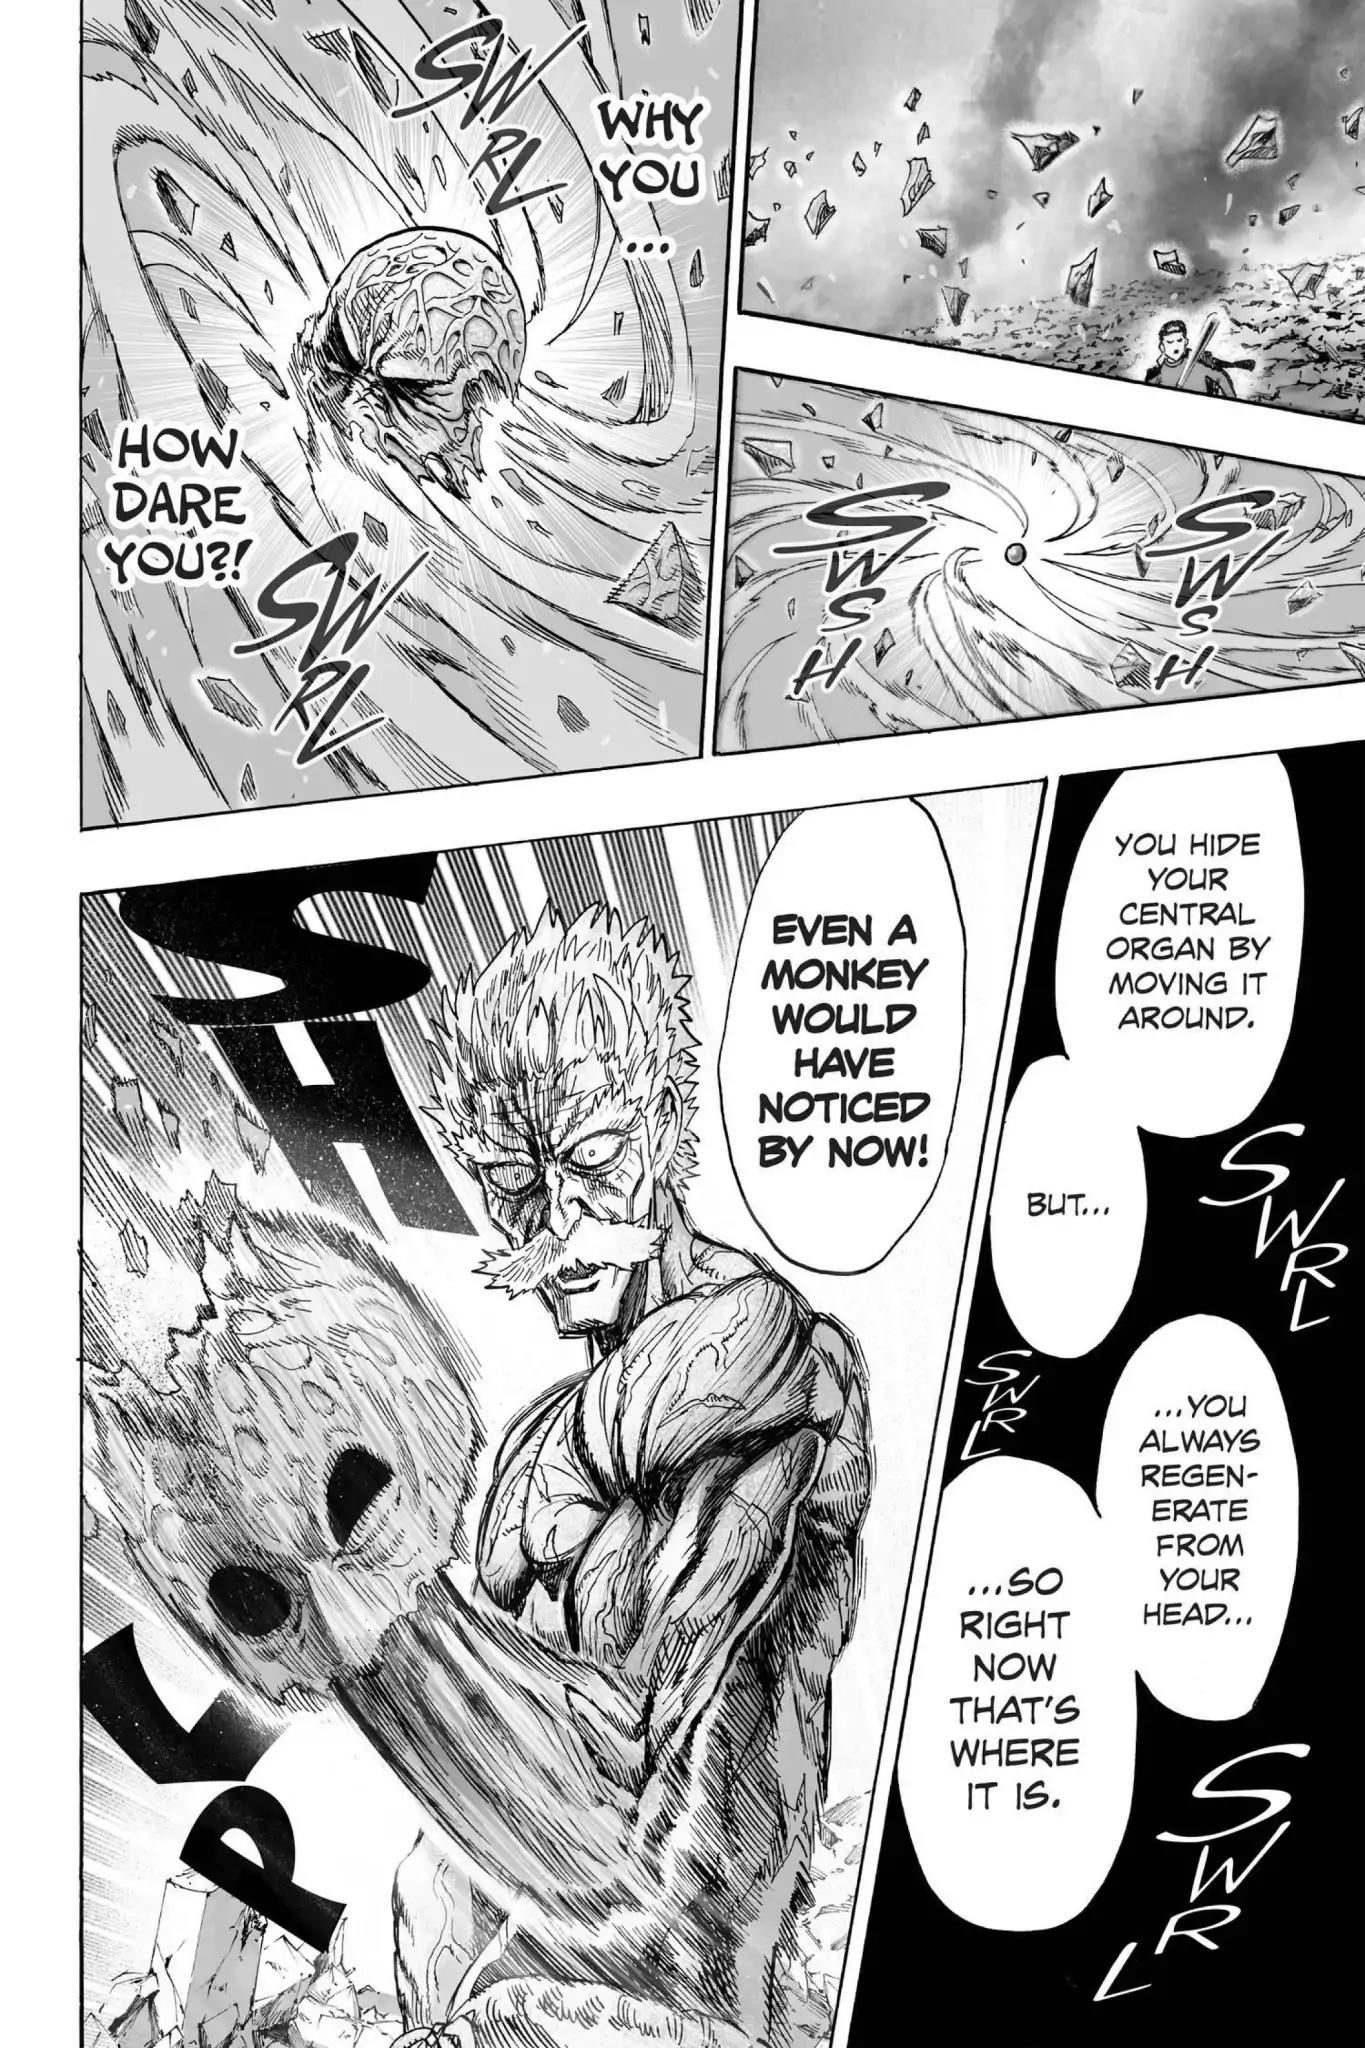 SWSH
SWSH
WHY
YOU
...
SWRL
HOW
DARE
YOU?!
SWRL
YOU HIDE
YOUR
CENTRAL
ORGAN BY
MOVING IT
AROUND.
BUT...
SWRL
SWRL
...YOU
ALWAYS
REGEN-
ERATE
FROM
YOUR
HEAD...
...SO
RIGHT
NOW
THAT'S
WHERE
IT IS.
SWRL
EVEN A
MONKEY
WOULD
HAVE
NOTICED
BY NOW!
SHLP